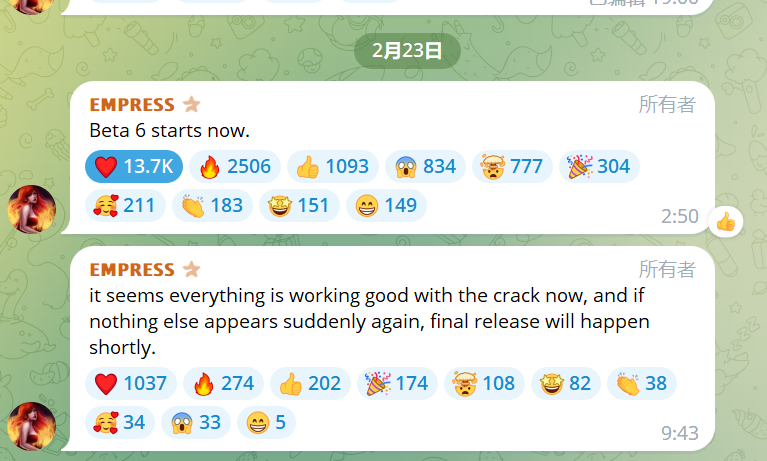 已编辑 19:06
2月23日
EMPRESS 所有者
Beta 6 starts now.
13.7K 2506 1093 834 777 304
211 183 151 149 2:50
EMPRESS 所有者
it seems everything is working good with the crack now, and if
nothing else appears suddenly again, final release will happen
shortly.
1037 274 202 174 108 82 38
34 33 5 9:43